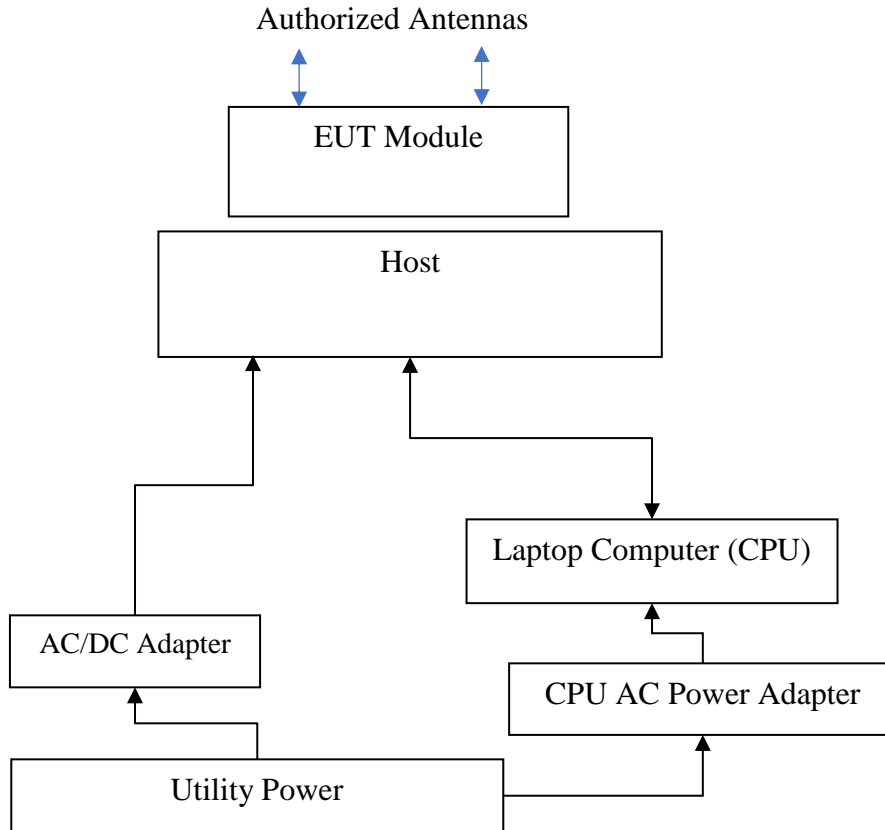 Authorized Antennas
EUT Module
Host
Laptop Computer (CPU)
AC/DC Adapter
CPU AC Power Adapter
Utility Power